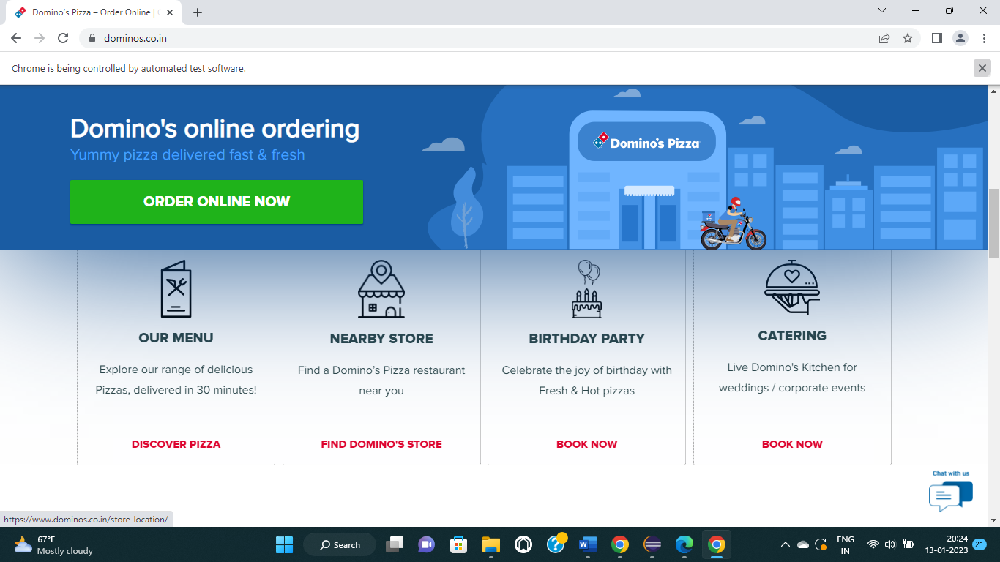 Domino's Pizza – Order Online |
dominos.co.in
Chrome is being controlled by automated test software.
Domino's online ordering
Yummy pizza delivered fast & fresh
ORDER ONLINE NOW
Domino's Pizza
OUR MENU
Explore our range of delicious
Pizzas, delivered in 30 minutes!
DISCOVER PIZZA
NEARBY STORE
Find a Domino's Pizza restaurant
near you
FIND DOMINO'S STORE
BIRTHDAY PARTY
Celebrate the joy of birthday with
Fresh & Hot pizzas
BOOK NOW
CATERING
Live Domino's Kitchen for
weddings / corporate events
BOOK NOW
Chat with us
https://www.dominos.co.in/store-location/
67°F
Mostly cloudy
Search
ENG
IN
20:24
13-01-2023
21